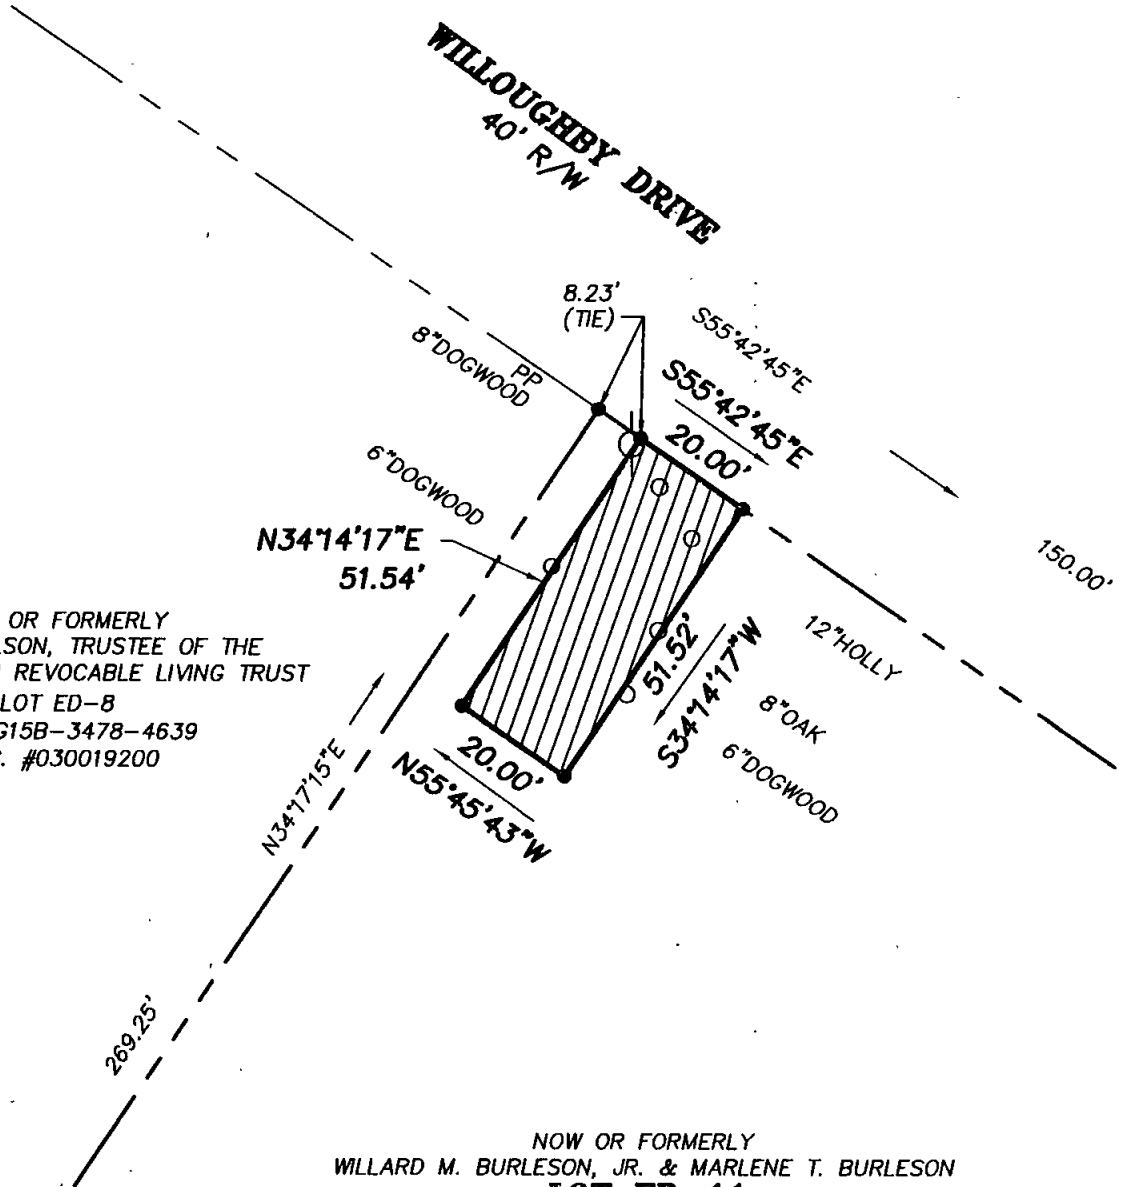 WILLOUGHBY DRIVE
40' R/W
8.23'
(TIE)
S55°42'45"E
S55°42'45"E
20.00'
8"DOGWOOD
PP
6"DOGWOOD
N34°14'17"E
51.54'
150.00'
OR FORMERLY
SON, TRUSTEE OF THE
REVOCABLE LIVING TRUST
LOT ED-8
G15B-3478-4639
#030019200
12"HOLLY
51.52'
S34°14'17"W
8"OAK
6"DOGWOOD
20.00'
N55°45'43"W
N34°17'15"E
269.25'
NOW OR FORMERLY
WILLARD M. BURLESON, JR. & MARLENE T. BURLESON